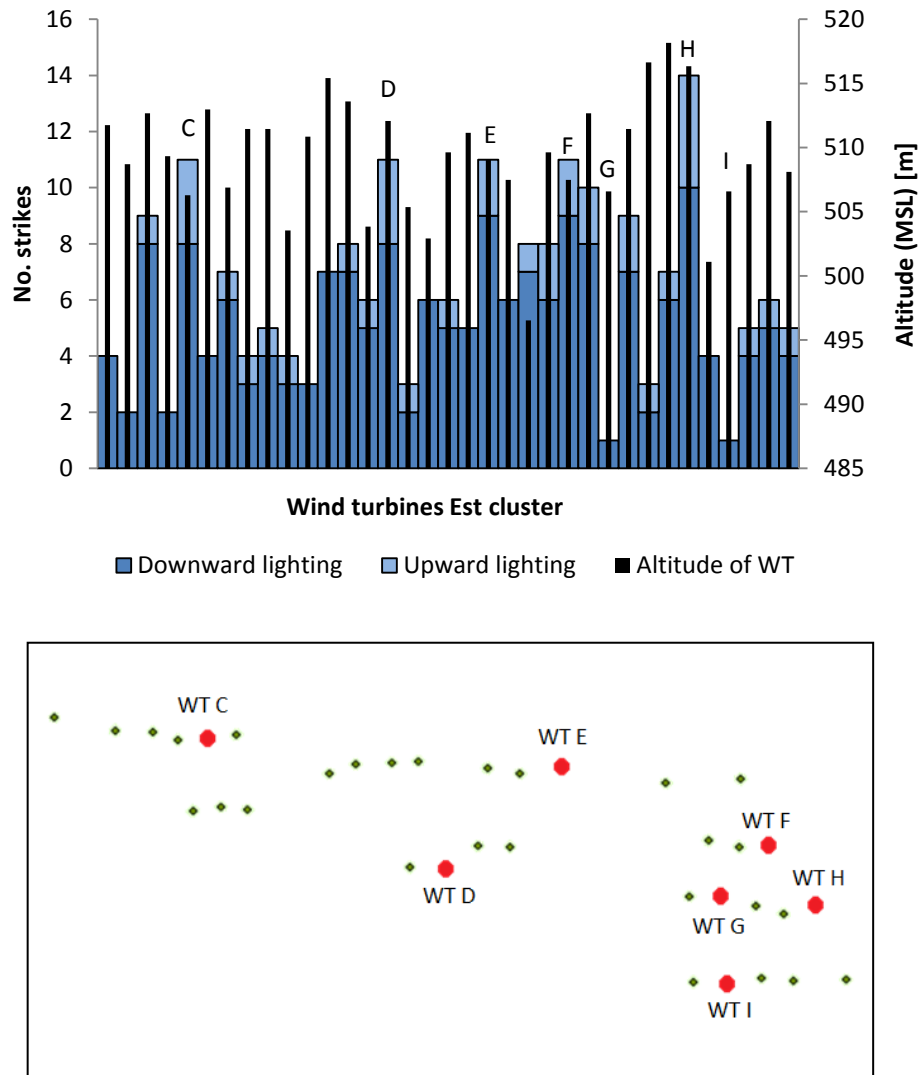 16
14
12
10
8
6
4
2
0
No. strikes
520
515
510
505
500
495
490
485
Altitude (MSL) [m]
C
D
E
F
G
H
I
Wind turbines Est cluster
Downward lighting
Upward lighting
Altitude of WT
WT C
WT E
WT F
WT D
WT H
WT G
WT I